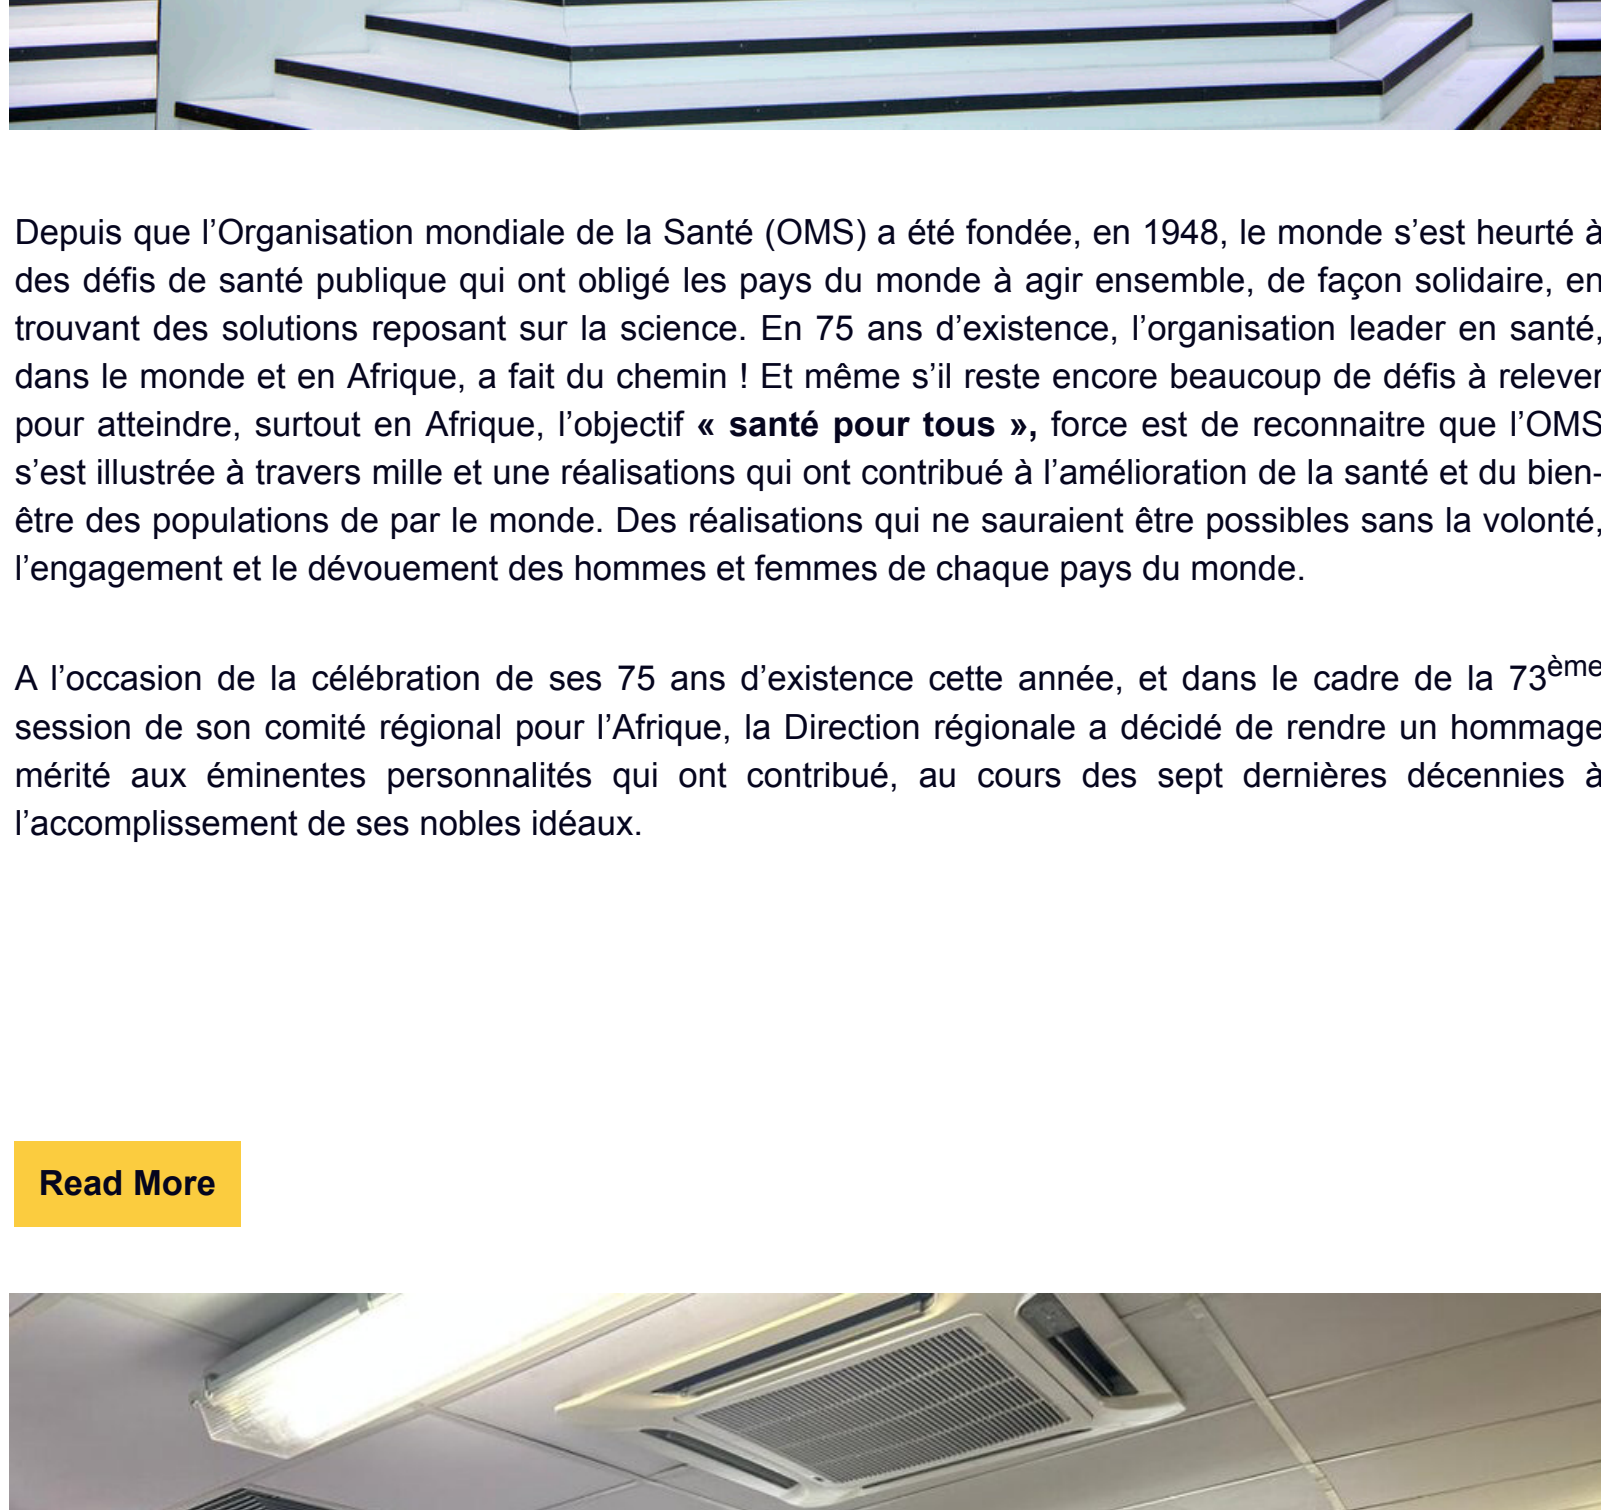 Depuis que l’Organisation mondiale de la Santé (OMS) a été fondée, en 1948, le monde s’est heurté à
des défis de santé publique qui ont obligé les pays du monde à agir ensemble, de façon solidaire, en
trouvant des solutions reposant sur la science. En 75 ans d’existence, l’organisation leader en santé,
dans le monde et en Afrique, a fait du chemin ! Et même s’il reste encore beaucoup de défis à relever
pour atteindre, surtout en Afrique, l’objectif « santé pour tous », force est de reconnaitre que l’OMS
s’est illustrée à travers mille et une réalisations qui ont contribué à l’amélioration de la santé et du bien-
être des populations de par le monde. Des réalisations qui ne sauraient être possibles sans la volonté,
l’engagement et le dévouement des hommes et femmes de chaque pays du monde.
A l’occasion de la célébration de ses 75 ans d’existence cette année, et dans le cadre de la 73ème
session de son comité régional pour l’Afrique, la Direction régionale a décidé de rendre un hommage
mérité aux éminentes personnalités qui ont contribué, au cours des sept dernières décennies à
l’accomplissement de ses nobles idéaux.
Read More